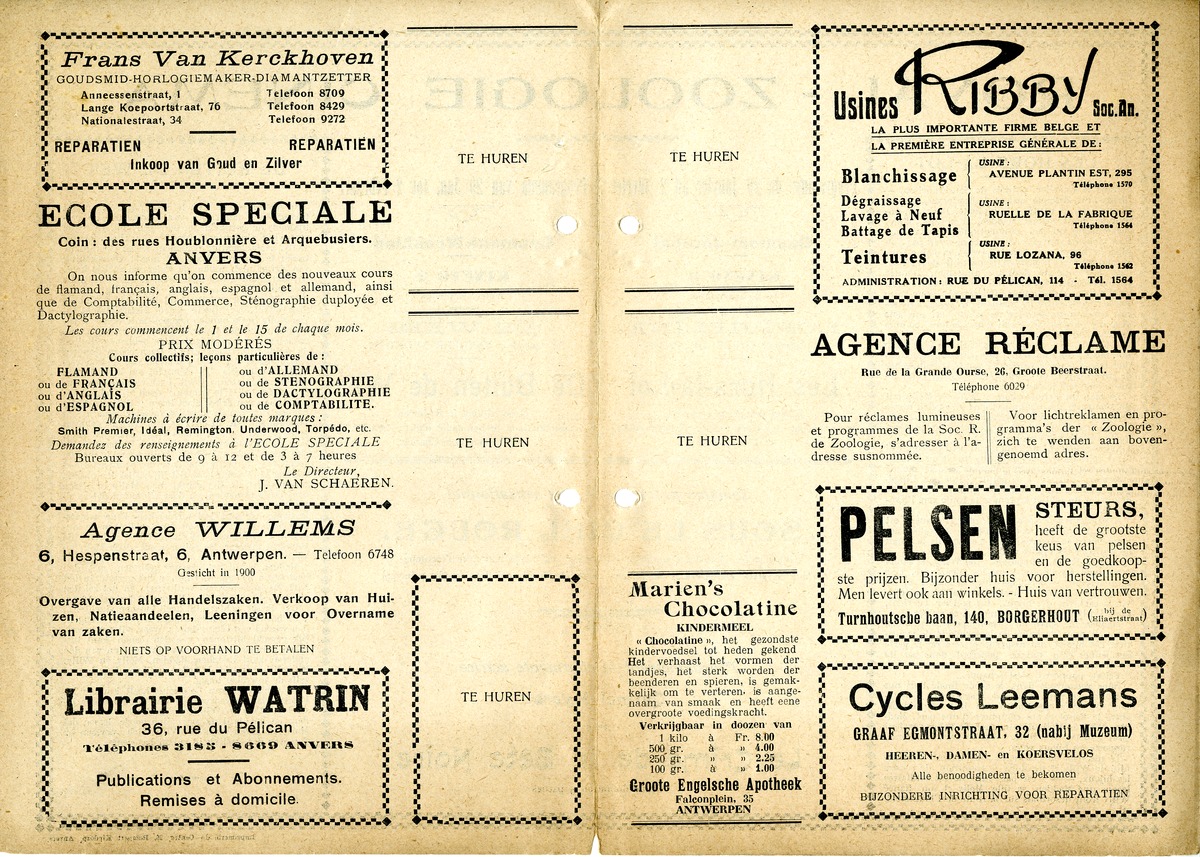 Frans Van Kerckhoven
GOUDSMID-HORLOGIEMAKER-DIAMANTZETTER
Anneessenstraat, 1 Telefoon 8709
Lange Koepoortstraat, 76 Telefoon 8429
Nationalestraat, 34 Telefoon 9272
REPARATIEN REPARATIEN
Inkoop van Goud en Zilver
ECOLE SPECIALE
Coin : des rues Houblonnière et Arquebusiers.
ANVERS
On nous informe qu'on commence des nouveaux cours
de flamand, français, anglais, espagnol et allemand, ainsi
que de Comptabilité, Commerce, Sténographie duployée et
Dactylographie.
Les cours commencent le 1 et le 15 de chaque mois.
PRIX MODÉRÉS
Cours collectifs; leçons particulières de :
FLAMAND ou d'ALLEMAND
ou de FRANÇAIS ou de STENOGRAPHIE
ou d'ANGLAIS ou de DACTYLOGRAPHIE
ou d'ESPAGNOL ou de COMPTABILITE.
Machines à écrire de toutes marques :
Smith Premier, Idéal, Remington, Underwood, Torpédo, etc.
Demandez des renseignements à l'ECOLE SPECIALE
Bureaux ouverts de 9 à 12 et de 3 à 7 heures
Le Directeur,
J. VAN SCHAEREN.
Agence WILLEMS
6, Hespenstraat, 6, Antwerpen. — Telefoon 6748
Gesticht in 1900
Overgave van alle Handelszaken. Verkoop van Hui-
zen, Natieaandeelen, Leeningen voor Overname
van zaken.
NIETS OP VOORHAND TE BETALEN
Librairie WATRIN
36, rue du Pélican
Téléphones 3183 - 8669 ANVERS
Publications et Abonnements.
Remises à domicile.
TE HUREN
TE HUREN
TE HUREN
TE HUREN
TE HUREN
Marien's
Chocolatine
KINDERMEEL
« Chocolatine », het gezondste
kindervoedsel tot heden gekend
Het verhaast het vormen der
tandjes, het sterk worden der
beenderen en spieren, is gemak-
kelijk om te verteren, is aange-
naam van smaak en heeft eene
overgroote voedingskracht.
Verkrijgbaar in doozen van
1 kilo à Fr. 8.00
500 gr. à » 4.00
250 gr. » » 2.25
100 gr. à » 1.00
Groote Engelsche Apotheek
Falconplein, 35
ANTWERPEN
Usines RIBBY Soc. An.
LA PLUS IMPORTANTE FIRME BELGE ET
LA PREMIÈRE ENTREPRISE GÉNÉRALE DE :
Blanchissage
USINE :
AVENUE PLANTIN EST, 295
Téléphone 1570
Dégraissage
Lavage à Neuf
Battage de Tapis
USINE :
RUELLE DE LA FABRIQUE
Téléphone 1564
Teintures
USINE :
RUE LOZANA, 96
Téléphone 1562
ADMINISTRATION : RUE DU PÉLICAN, 114 - Tél. 1564
AGENCE RÉCLAME
Rue de la Grande Ourse, 26, Groote Beerstraat.
Téléphone 6029
Pour réclames lumineuses
et programmes de la Soc. R.
de Zoologie, s'adresser à l'a-
dresse susnommée.
Voor lichtreklamen en pro-
gramma's der « Zoologie »,
zich te wenden aan boven-
genoemd adres.
PELSEN STEURS,
heeft de grootste
keus van pelsen
en de goedkoop-
ste prijzen. Bijzonder huis voor herstellingen.
Men levert ook aan winkels. - Huis van vertrouwen.
Turnhoutsche baan, 140, BORGERHOUT (bij de Eliaertstraat)
Cycles Leemans
GRAAF EGMONTSTRAAT, 32 (nabij Muzeum)
HEEREN-, DAMEN- en KOERSVELOS
Alle benoodigheden te bekomen
BIJZONDERE INRICHTING VOOR REPARATIEN